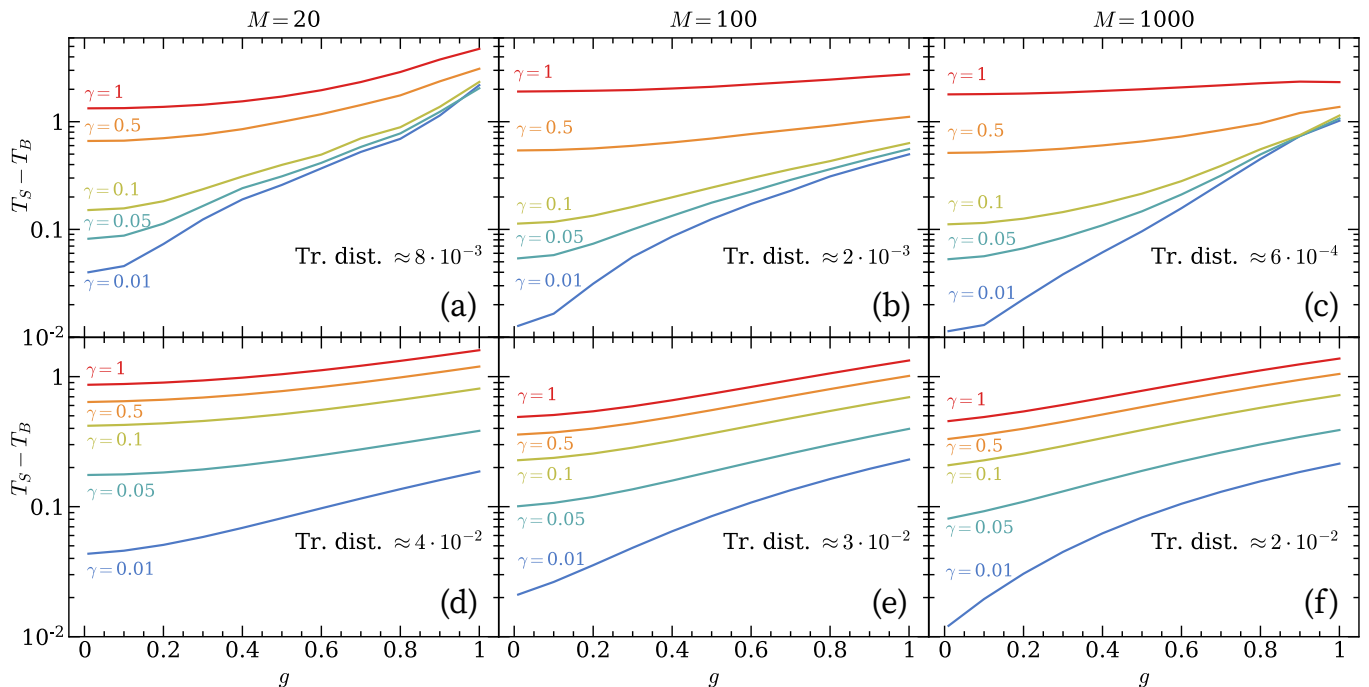 M = 20
M = 100
M = 1000
T_S − T_B
1
0.1
10⁻²
γ = 1
γ = 0.5
γ = 0.1
γ = 0.05
γ = 0.01
Tr. dist. ≈ 8 · 10⁻³
(a)
γ = 1
γ = 0.5
γ = 0.1
γ = 0.05
γ = 0.01
Tr. dist. ≈ 2 · 10⁻³
(b)
γ = 1
γ = 0.5
γ = 0.1
γ = 0.05
γ = 0.01
Tr. dist. ≈ 6 · 10⁻⁴
(c)
T_S − T_B
1
0.1
10⁻²
γ = 1
γ = 0.5
γ = 0.1
γ = 0.05
γ = 0.01
Tr. dist. ≈ 4 · 10⁻²
(d)
γ = 1
γ = 0.5
γ = 0.1
γ = 0.05
γ = 0.01
Tr. dist. ≈ 3 · 10⁻²
(e)
γ = 1
γ = 0.5
γ = 0.1
γ = 0.05
γ = 0.01
Tr. dist. ≈ 2 · 10⁻²
(f)
0 0.2 0.4 0.6 0.8 1
0 0.2 0.4 0.6 0.8 1
0 0.2 0.4 0.6 0.8 1
g
g
g